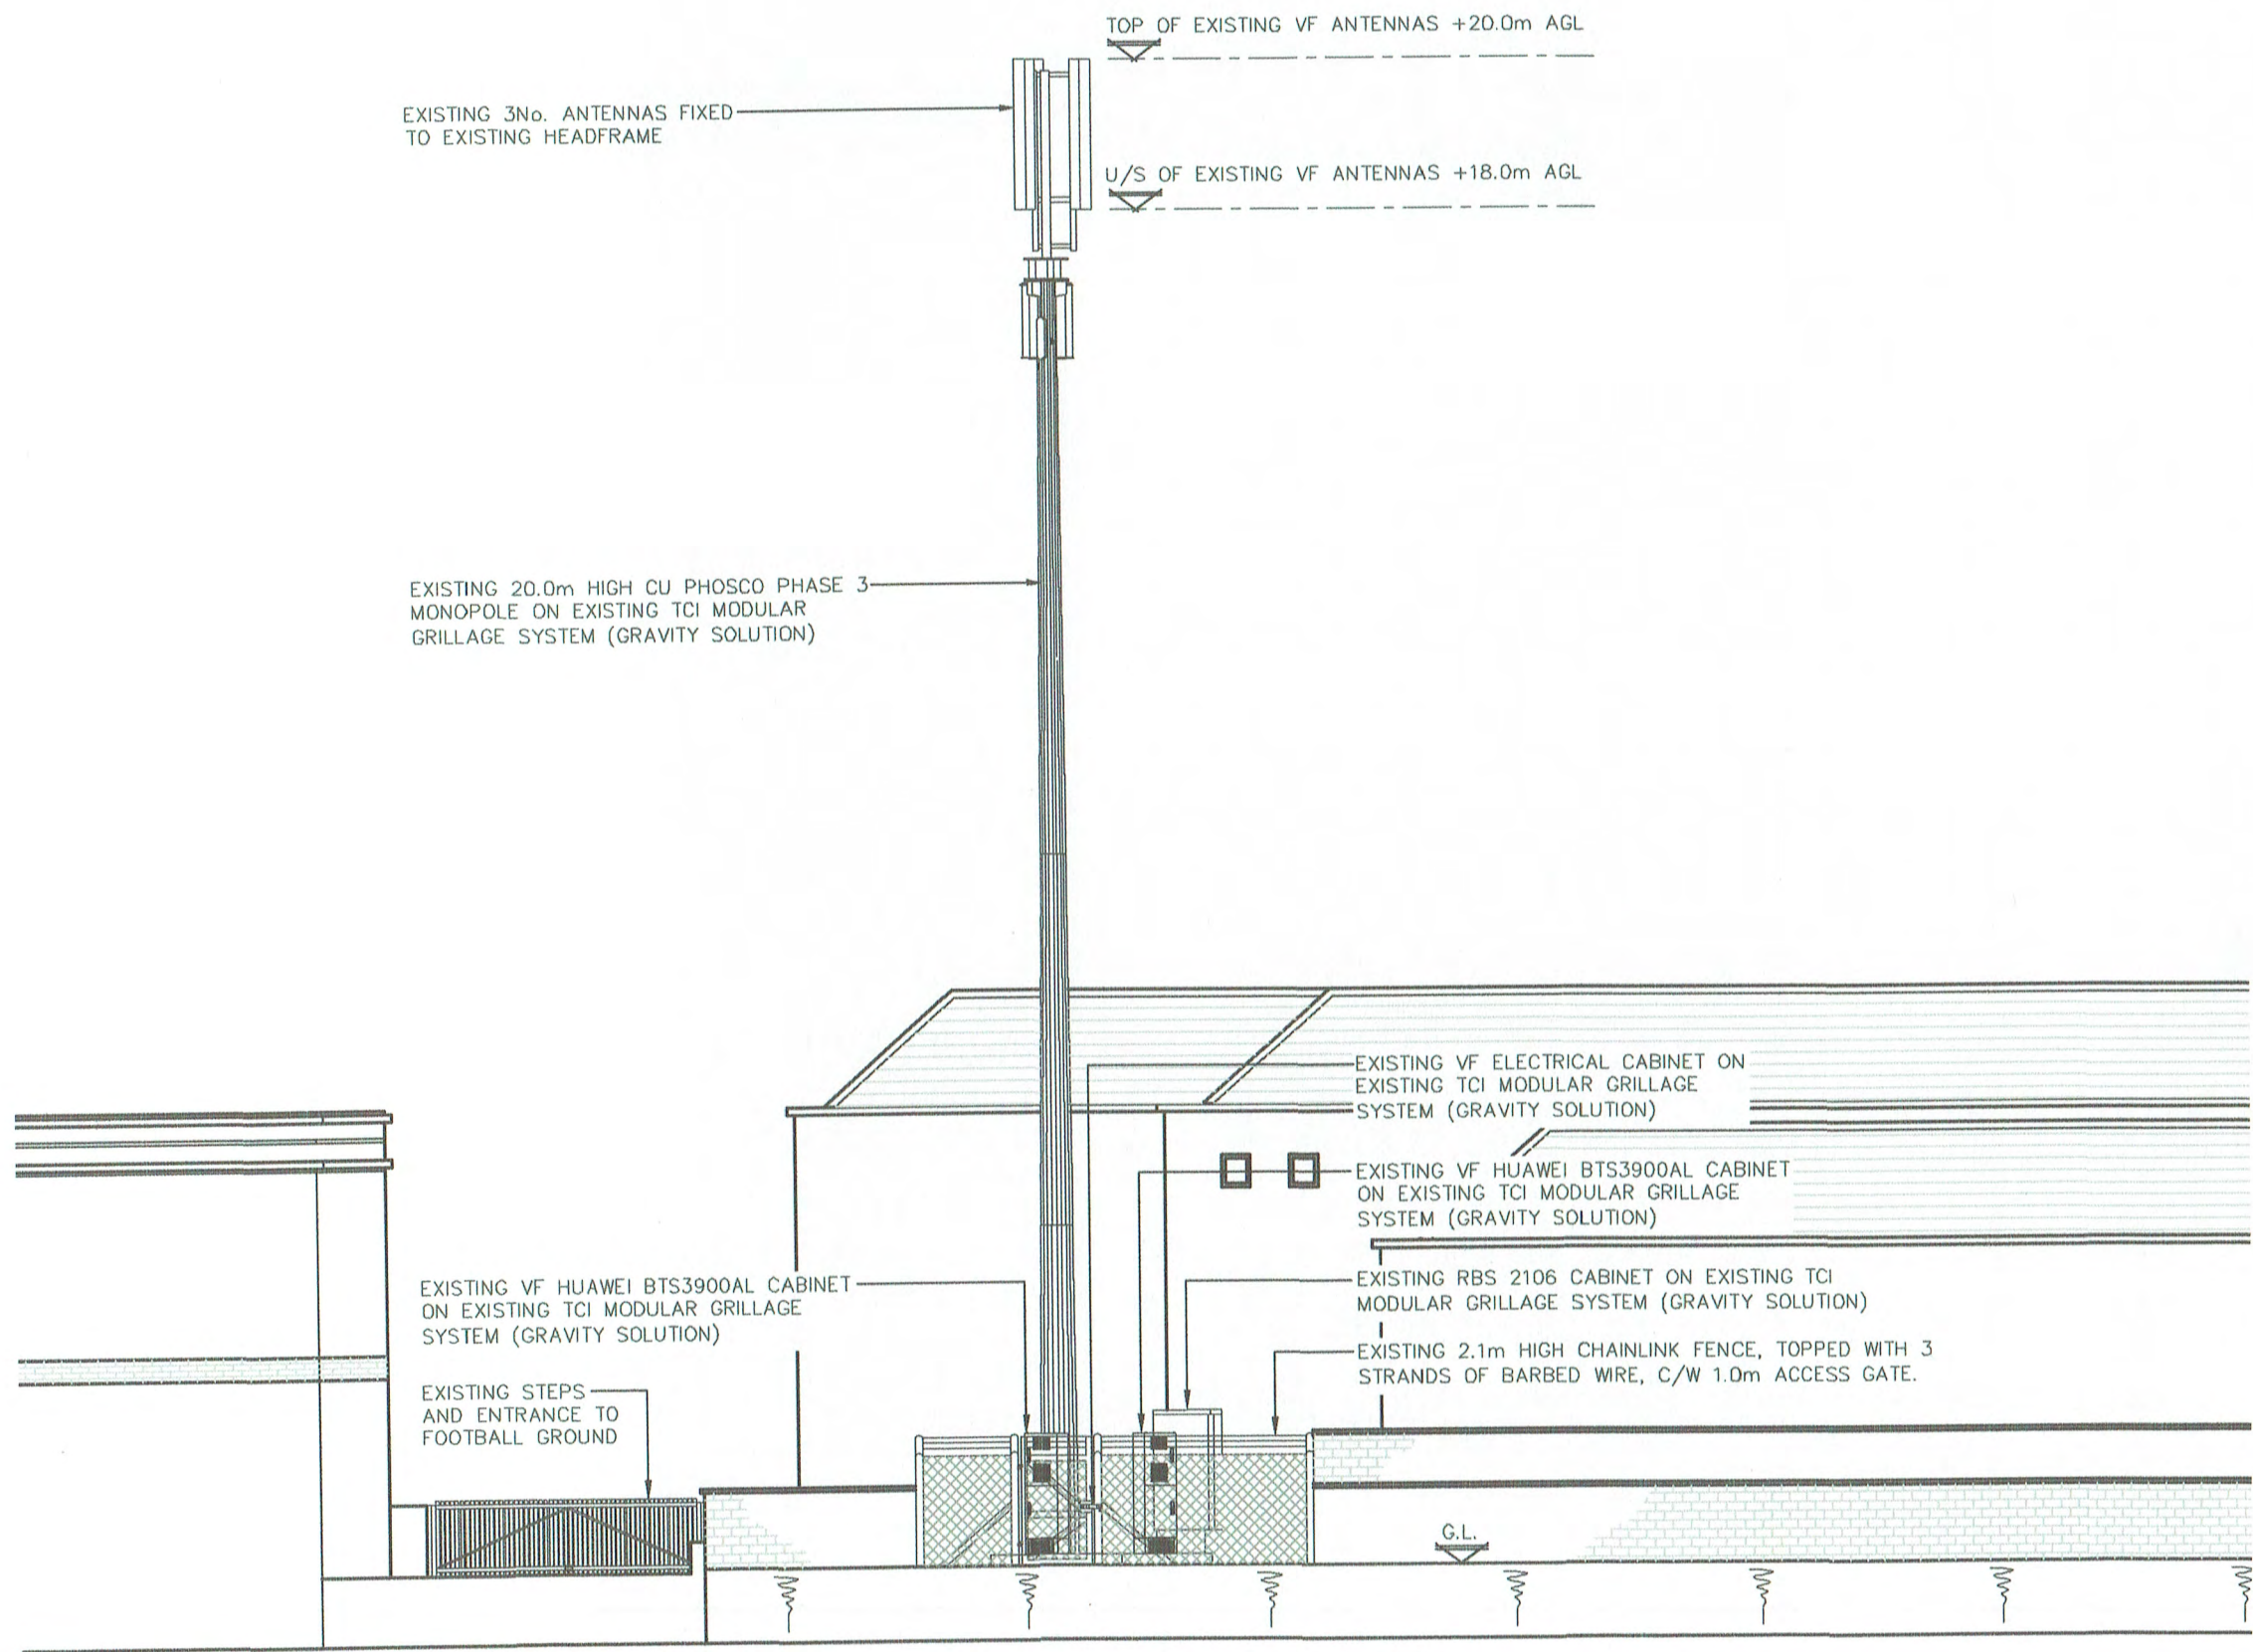 TOP OF EXISTING VF ANTENNAS +20.0m AGL
EXISTING 3No. ANTENNAS FIXED
TO EXISTING HEADFRAME
U/S OF EXISTING VF ANTENNAS +18.0m AGL
EXISTING 20.0m HIGH CU PHOSCO PHASE 3
MONOPOLE ON EXISTING TCI MODULAR
GRILLAGE SYSTEM (GRAVITY SOLUTION)
EXISTING VF ELECTRICAL CABINET ON
EXISTING TCI MODULAR GRILLAGE
SYSTEM (GRAVITY SOLUTION)
EXISTING VF HUAWEI BTS3900AL CABINET
ON EXISTING TCI MODULAR GRILLAGE
SYSTEM (GRAVITY SOLUTION)
EXISTING VF HUAWEI BTS3900AL CABINET
ON EXISTING TCI MODULAR GRILLAGE
SYSTEM (GRAVITY SOLUTION)
EXISTING RBS 2106 CABINET ON EXISTING TCI
MODULAR GRILLAGE SYSTEM (GRAVITY SOLUTION)
EXISTING 2.1m HIGH CHAINLINK FENCE, TOPPED WITH 3
STRANDS OF BARBED WIRE, C/W 1.0m ACCESS GATE.
EXISTING STEPS
AND ENTRANCE TO
FOOTBALL GROUND
G.L.